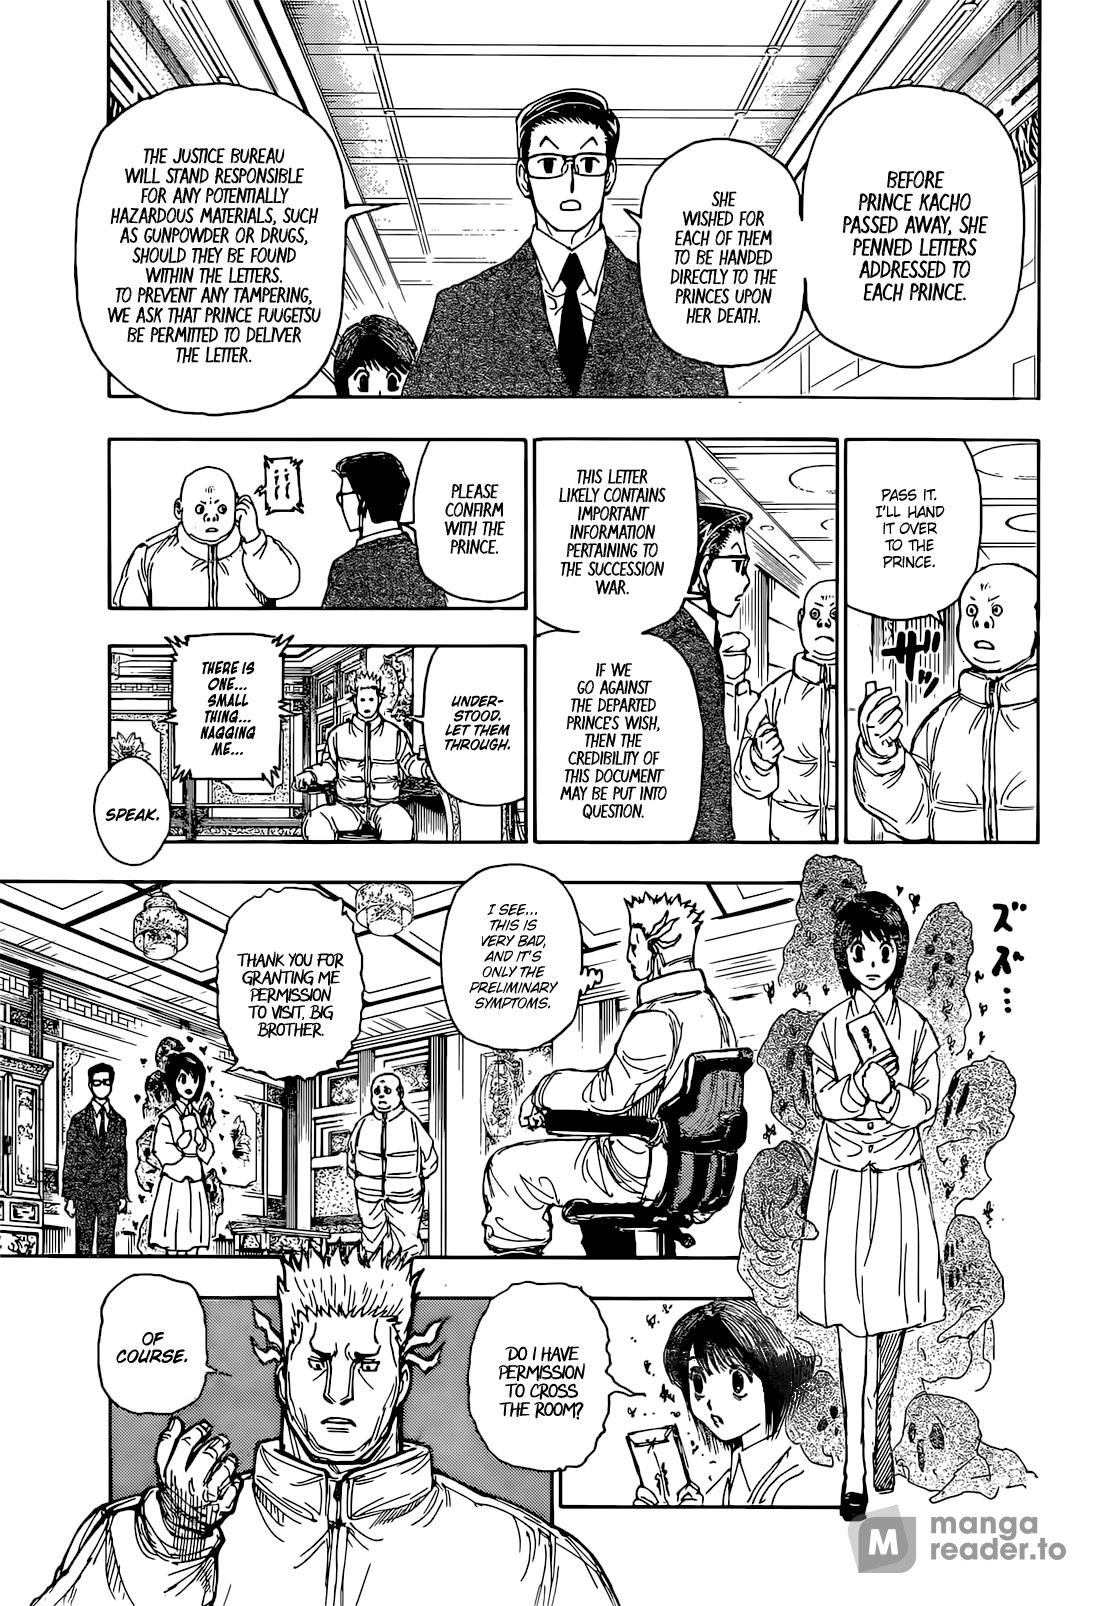 BEFORE
PRINCE KACHO
PASSED AWAY, SHE
PENNED LETTERS
ADDRESSED TO
EACH PRINCE.
SHE
WISHED FOR
EACH OF THEM
TO BE HANDED
DIRECTLY TO THE
PRINCES UPON
HER DEATH.
THE JUSTICE BUREAU
WILL STAND RESPONSIBLE
FOR ANY POTENTIALLY
HAZARDOUS MATERIALS, SUCH
AS GUNPOWDER OR DRUGS,
SHOULD THEY BE FOUND
WITHIN THE LETTERS.
TO PREVENT ANY TAMPERING,
WE ASK THAT PRINCE FUUGETSU
BE PERMITTED TO DELIVER
THE LETTER.
PASS IT.
I'LL HAND
IT OVER
TO THE
PRINCE.
ザッ
THIS LETTER
LIKELY CONTAINS
IMPORTANT
INFORMATION
PERTAINING TO
THE SUCCESSION
WAR.
IF WE
GO AGAINST
THE DEPARTED
PRINCE'S WISH,
THEN THE
CREDIBILITY OF
THIS DOCUMENT
MAY BE PUT INTO
QUESTION.
PLEASE
CONFIRM
WITH THE
PRINCE.
UNDER-
STOOD.
LET THEM
THROUGH.
THERE IS
ONE...
SMALL
THING...
NAGGING
ME...
SPEAK.
ズズズ…
I SEE...
THIS IS
VERY BAD,
AND IT'S
ONLY THE
PRELIMINARY
SYMPTOMS.
THANK YOU FOR
GRANTING ME
PERMISSION
TO VISIT, BIG
BROTHER.
DO I HAVE
PERMISSION
TO CROSS
THE ROOM?
OF
COURSE.
M manga
reader.to